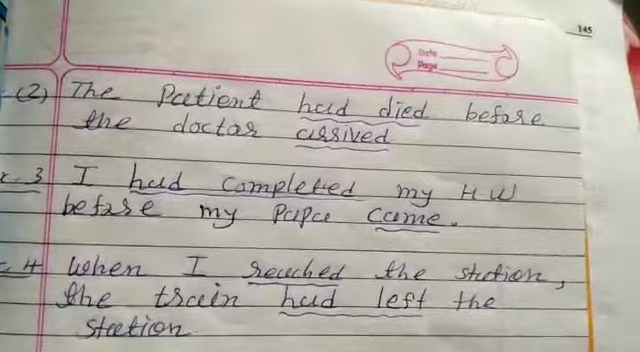 145
Date
Page
(2) The Patient had died before
the doctor arrived
x. 3 I had completed my H.W
before my Papa came.
x. 4 When I reached the station,
the train had left the
station.